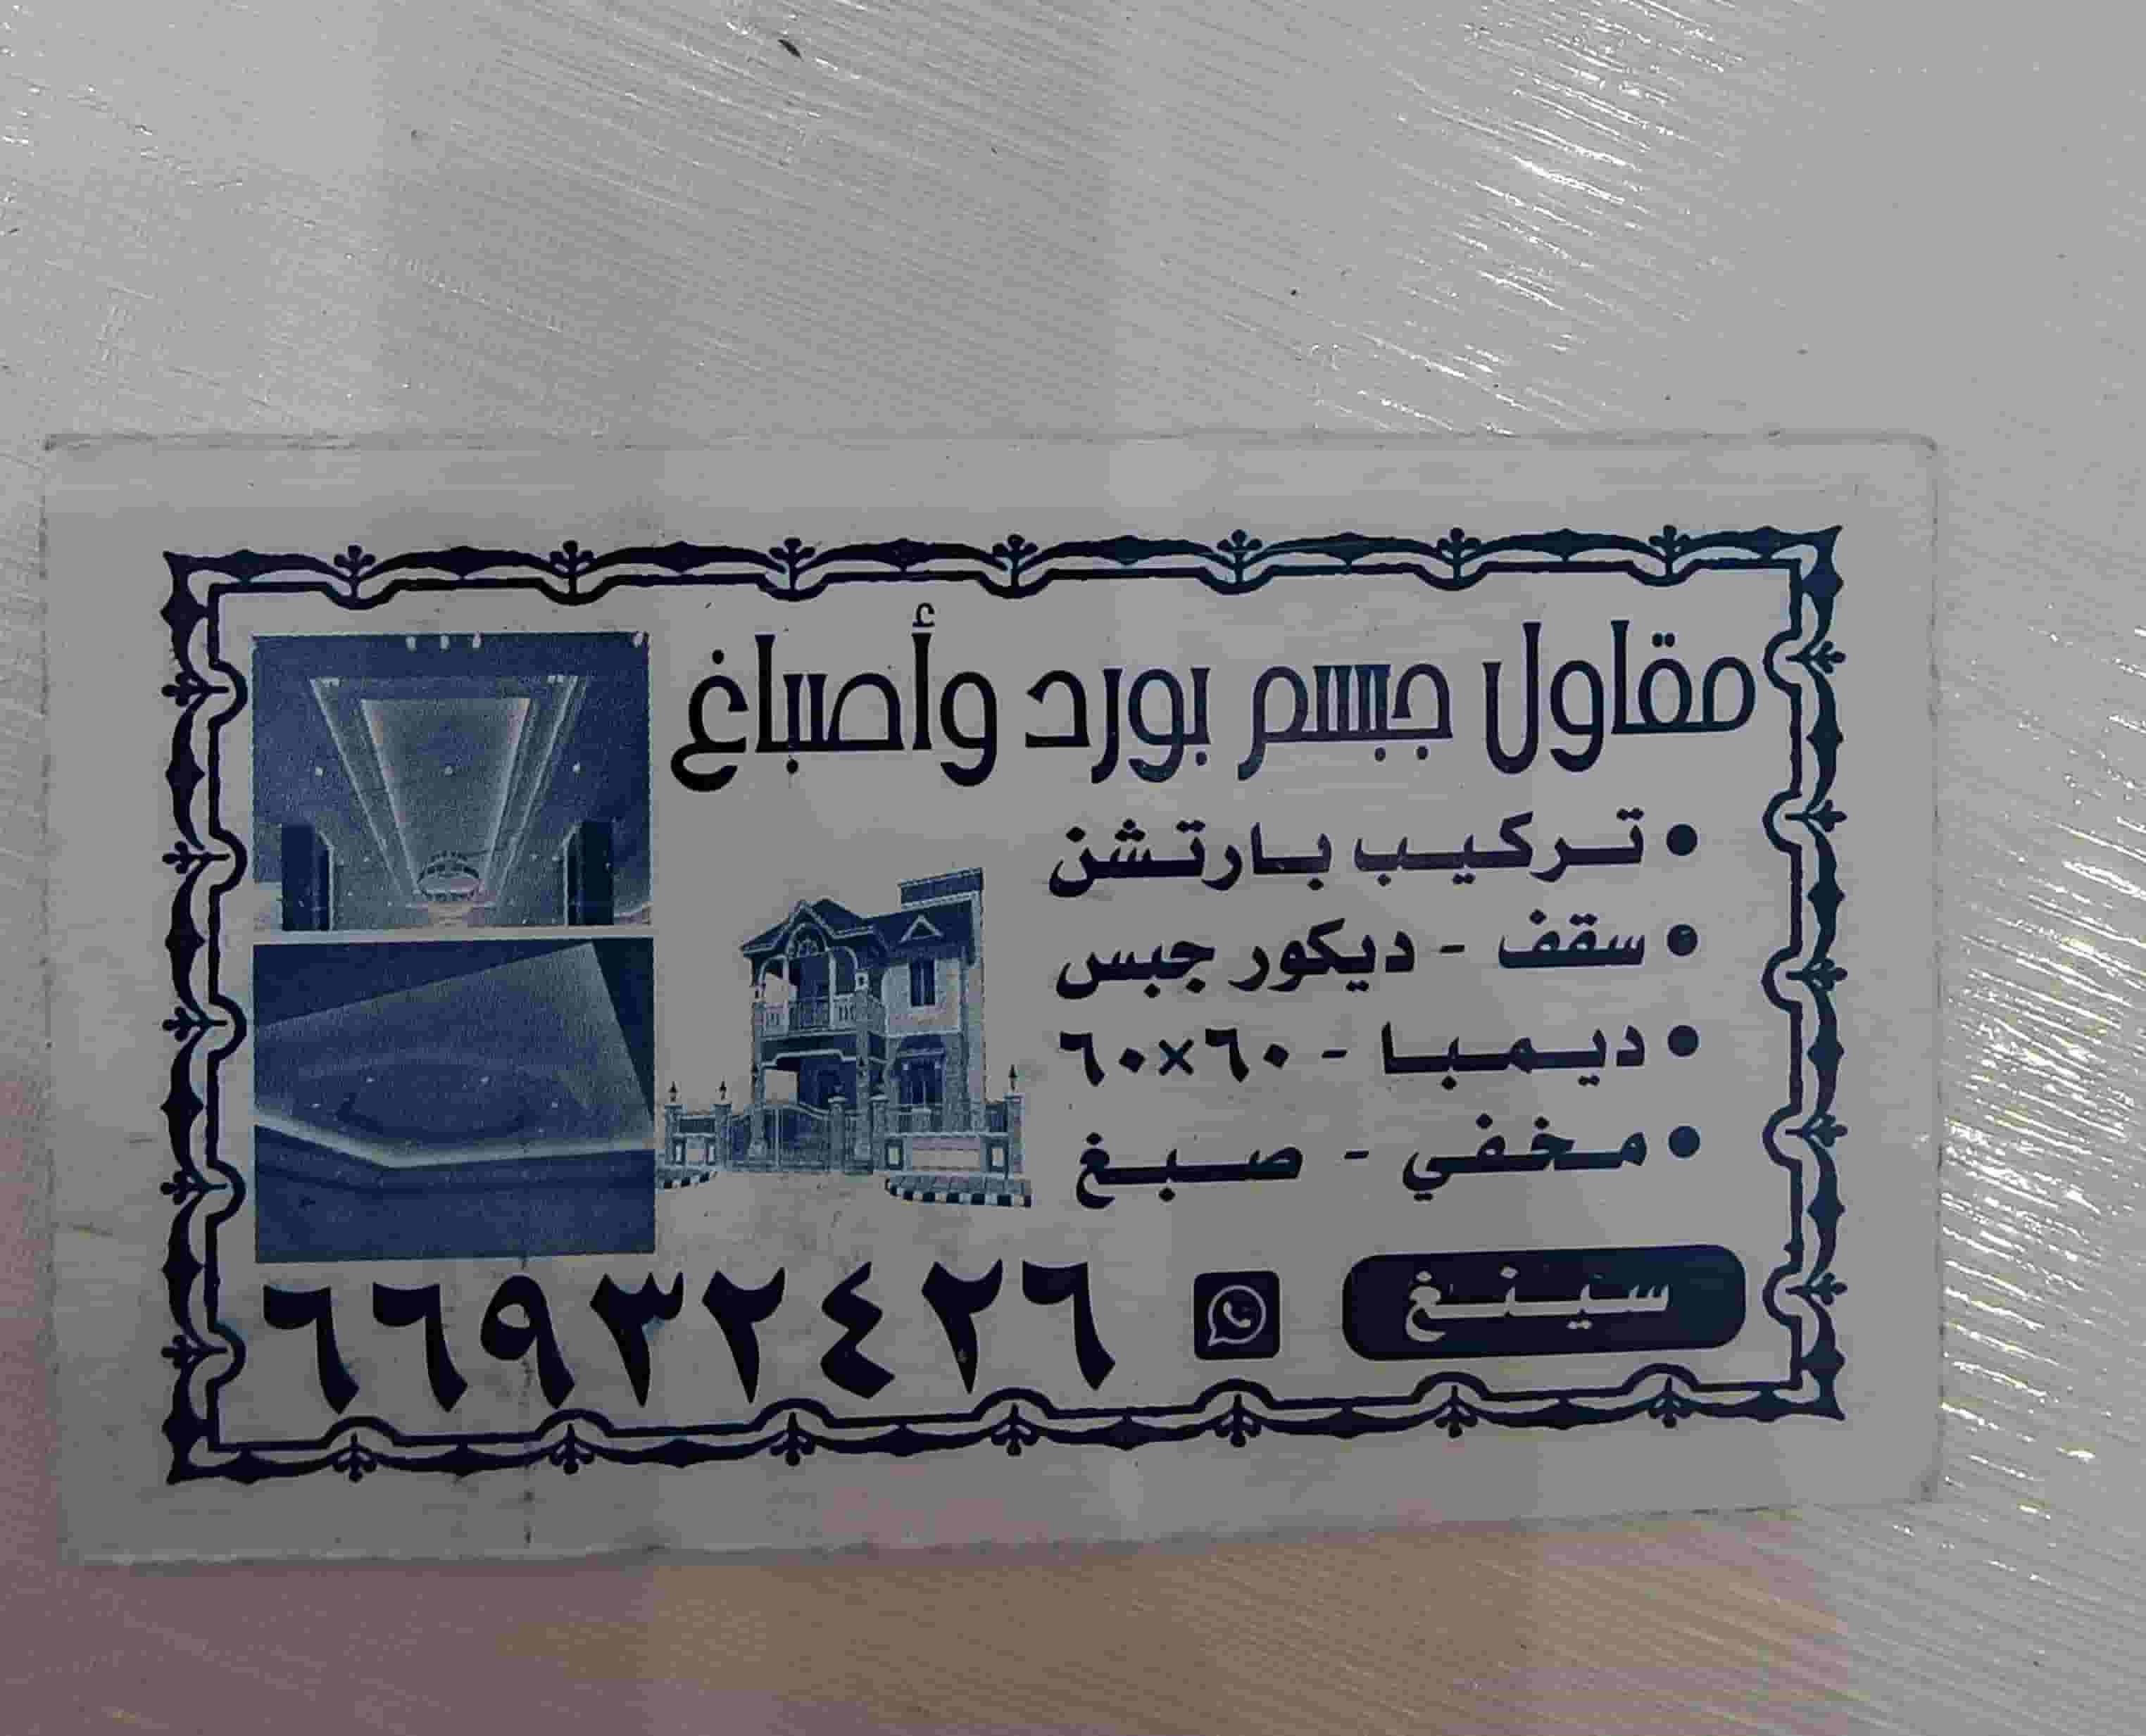 مقاول جبسم بورد وأصباغ
• تركيب بارتشن
• سقف - ديكور جبس
• ديمبا - ٦٠×٦٠
• مخفي - صبغ
سينغ
٦٦٩٣٢٤٢٦